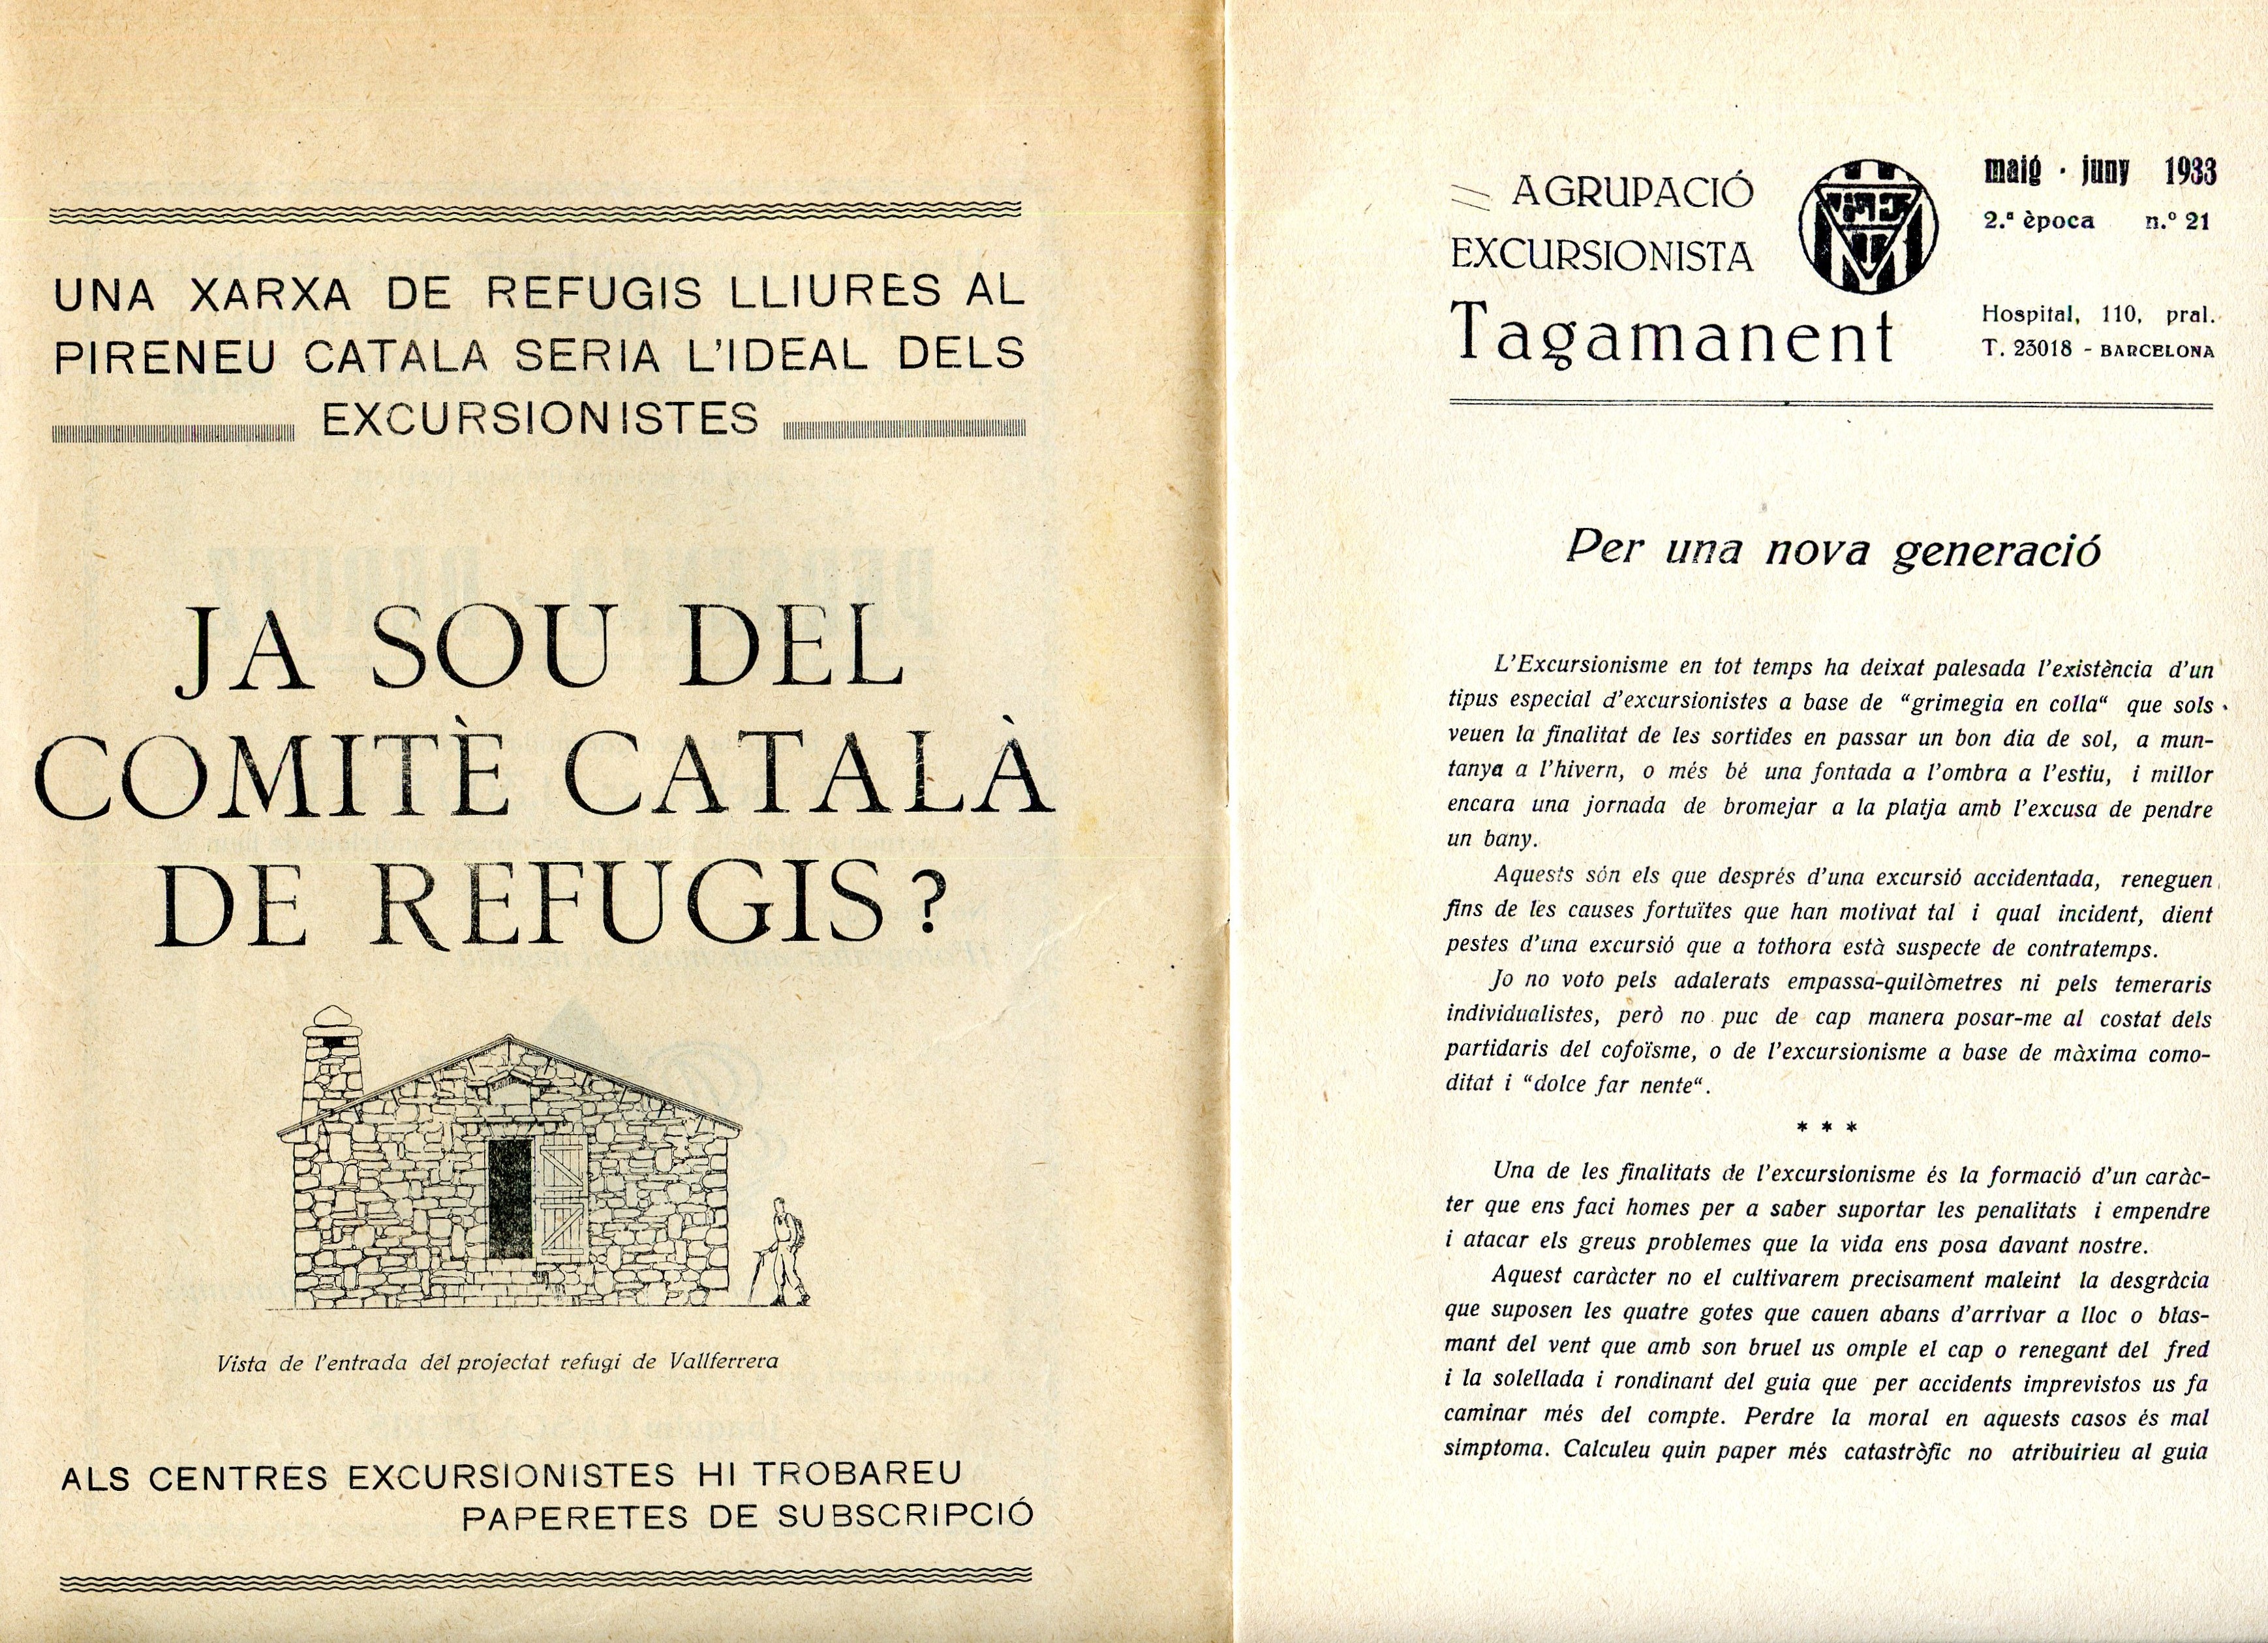 UNA XARXA DE REFUGIS LLIURES AL
PIRENEU CATALA SERIA L'IDEAL DELS
EXCURSIONISTES
JA SOU DEL
COMITÈ CATALÀ
DE REFUGIS?
Vista de l'entrada del projectat refugi de Vallferrera
ALS CENTRES EXCURSIONISTES HI TROBAREU
PAPERETES DE SUBSCRIPCIÓ
AGRUPACIÓ
EXCURSIONISTA
Tagamanent
maig · juny 1933
2.ª època n.º 21
Hospital, 110, pral.
T. 23018 - BARCELONA
Per una nova generació
L'Excursionisme en tot temps ha deixat palesada l'existència d'un
tipus especial d'excursionistes a base de “grimegia en colla“ que sols
veuen la finalitat de les sortides en passar un bon dia de sol, a mun-
tanya a l'hivern, o més bé una fontada a l'ombra a l'estiu, i millor
encara una jornada de bromejar a la platja amb l'excusa de pendre
un bany.
Aquests són els que després d'una excursió accidentada, reneguen
fins de les causes fortuïtes que han motivat tal i qual incident, dient
pestes d'una excursió que a tothora està suspecte de contratemps.
Jo no voto pels adalerats empassa-quilòmetres ni pels temeraris
individualistes, però no puc de cap manera posar-me al costat dels
partidaris del cofoïsme, o de l'excursionisme a base de màxima como-
ditat i “dolce far nente“.
* * *
Una de les finalitats de l'excursionisme és la formació d'un caràc-
ter que ens faci homes per a saber suportar les penalitats i empendre
i atacar els greus problemes que la vida ens posa davant nostre.
Aquest caràcter no el cultivarem precisament maleint la desgràcia
que suposen les quatre gotes que cauen abans d'arrivar a lloc o blas-
mant del vent que amb son bruel us omple el cap o renegant del fred
i la solellada i rondinant del guia que per accidents imprevistos us fa
caminar més del compte. Perdre la moral en aquests casos és mal
símptoma. Calculeu quin paper més catastròfic no atribuirieu al guia